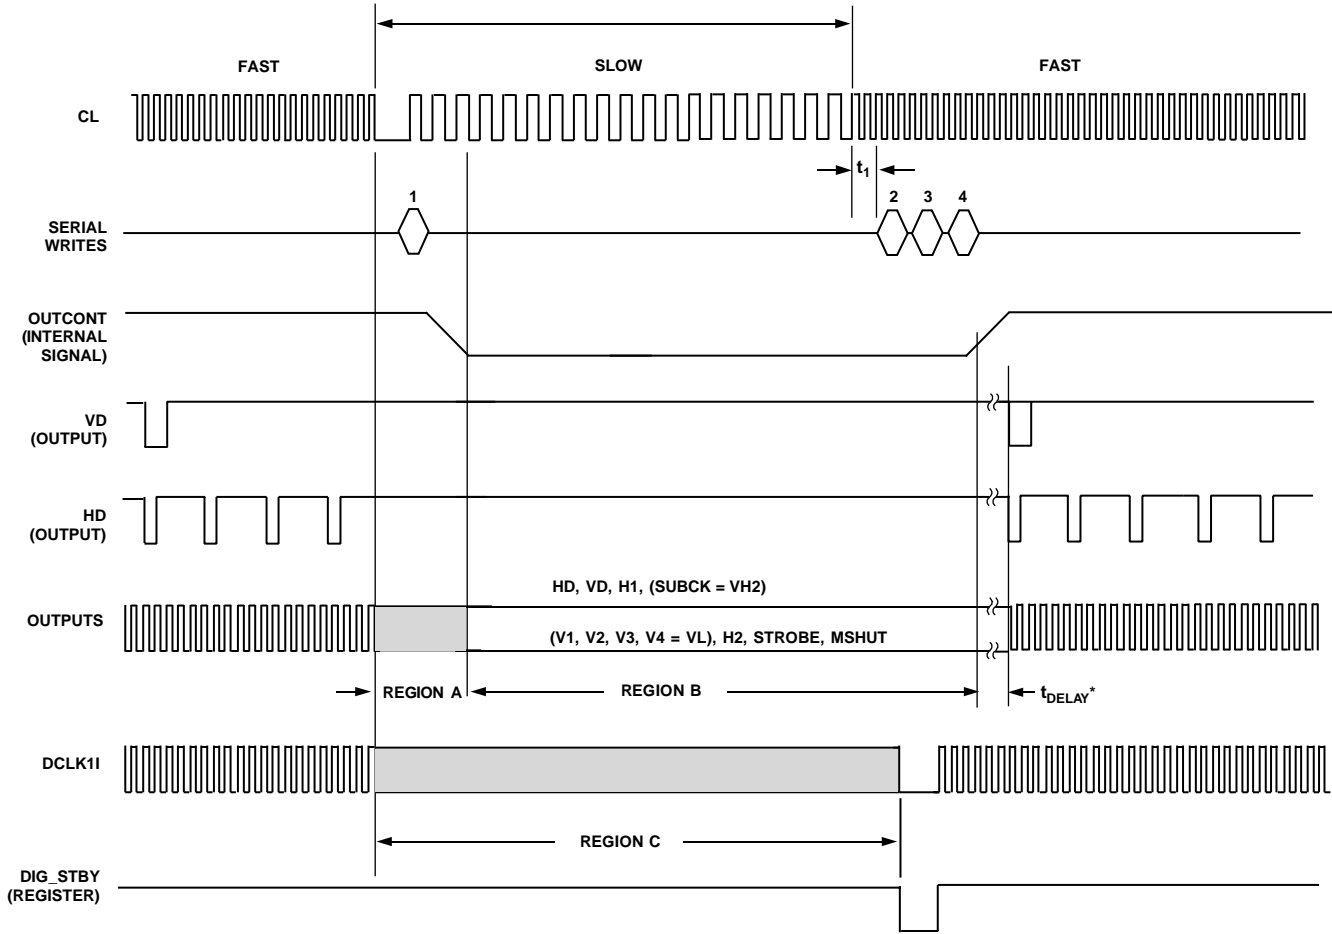 FAST
SLOW
FAST
CL
t1
1
2
3
4
SERIAL
WRITES
OUTCONT
(INTERNAL
SIGNAL)
VD
(OUTPUT)
HD
(OUTPUT)
HD, VD, H1, (SUBCK = VH2)
OUTPUTS
(V1, V2, V3, V4 = VL), H2, STROBE, MSHUT
REGION A
REGION B
tDELAY*
DCLK1I
REGION C
DIG_STBY
(REGISTER)